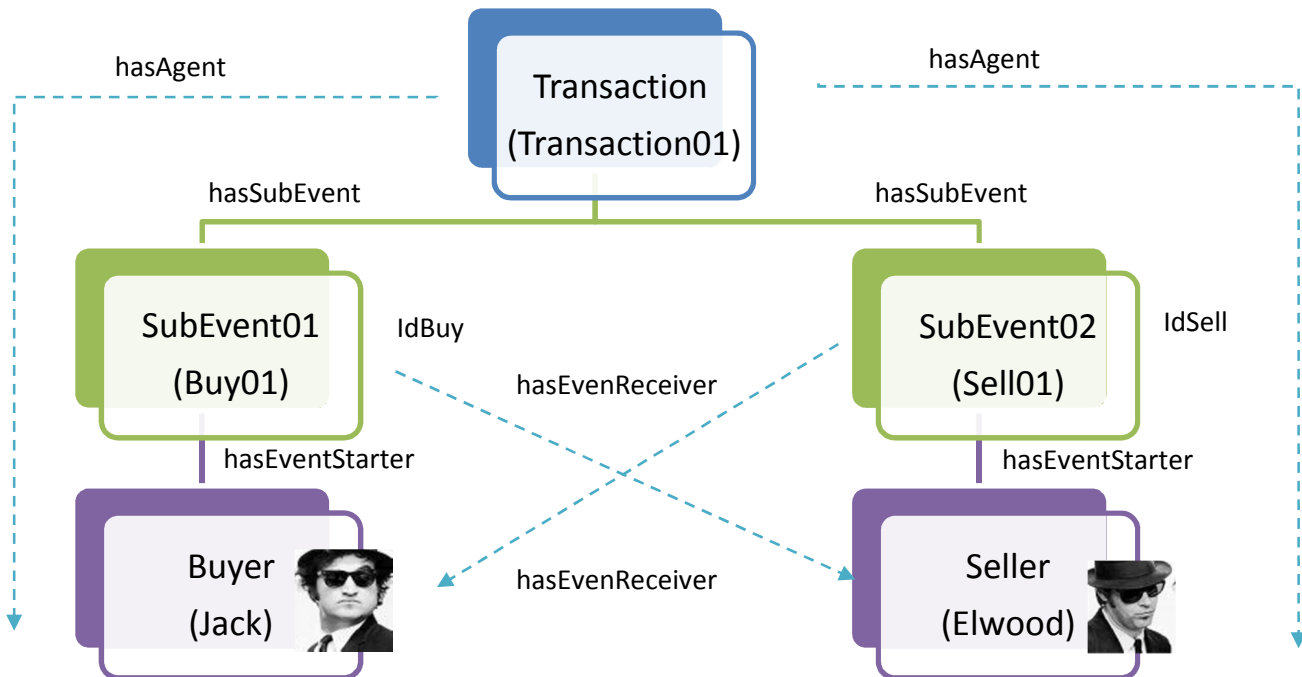 hasAgent
hasAgent
Transaction
(Transaction01)
hasSubEvent
hasSubEvent
SubEvent01
(Buy01)
IdBuy
SubEvent02
(Sell01)
IdSell
hasEvenReceiver
hasEventStarter
hasEventStarter
Buyer
(Jack)
hasEvenReceiver
Seller
(Elwood)